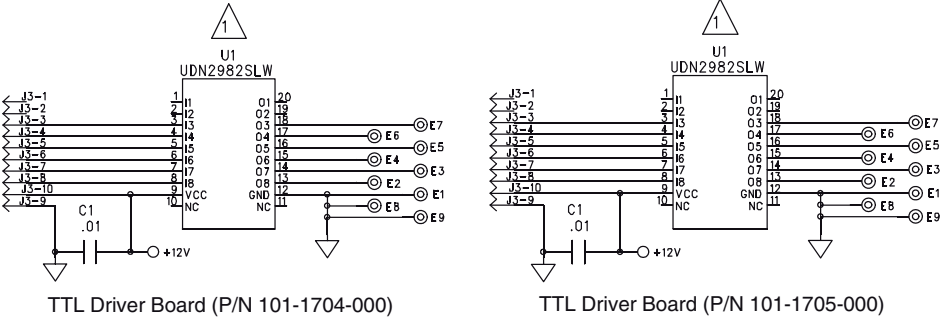 1
U1
UDN2982SLW
J3-1 1 I1 O1 20
J3-2 2 I2 O2 19
J3-3 3 I3 O3 18 E7
J3-4 4 I4 O4 17 E6
J3-5 5 I5 O5 16 E5
J3-6 6 I6 O6 15 E4
J3-7 7 I7 O7 14 E3
J3-8 8 I8 O8 13 E2
J3-10 9 VCC GND 12 E1
J3-9 10 NC NC 11 E8
E9
C1
.01
+12V
TTL Driver Board (P/N 101-1704-000)
1
U1
UDN2982SLW
J3-1 1 I1 O1 20
J3-2 2 I2 O2 19
J3-3 3 I3 O3 18 E7
J3-4 4 I4 O4 17 E6
J3-5 5 I5 O5 16 E5
J3-6 6 I6 O6 15 E4
J3-7 7 I7 O7 14 E3
J3-8 8 I8 O8 13 E2
J3-10 9 VCC GND 12 E1
J3-9 10 NC NC 11 E8
E9
C1
.01
+12V
TTL Driver Board (P/N 101-1705-000)